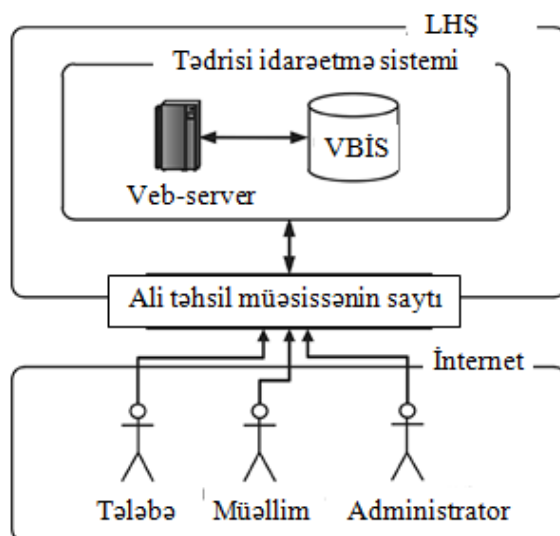 LHŞ
Tədrisi idarəetmə sistemi
VBİS
Veb-server
Ali təhsil müəsissənin saytı
İnternet
Tələbə Müəllim Administrator